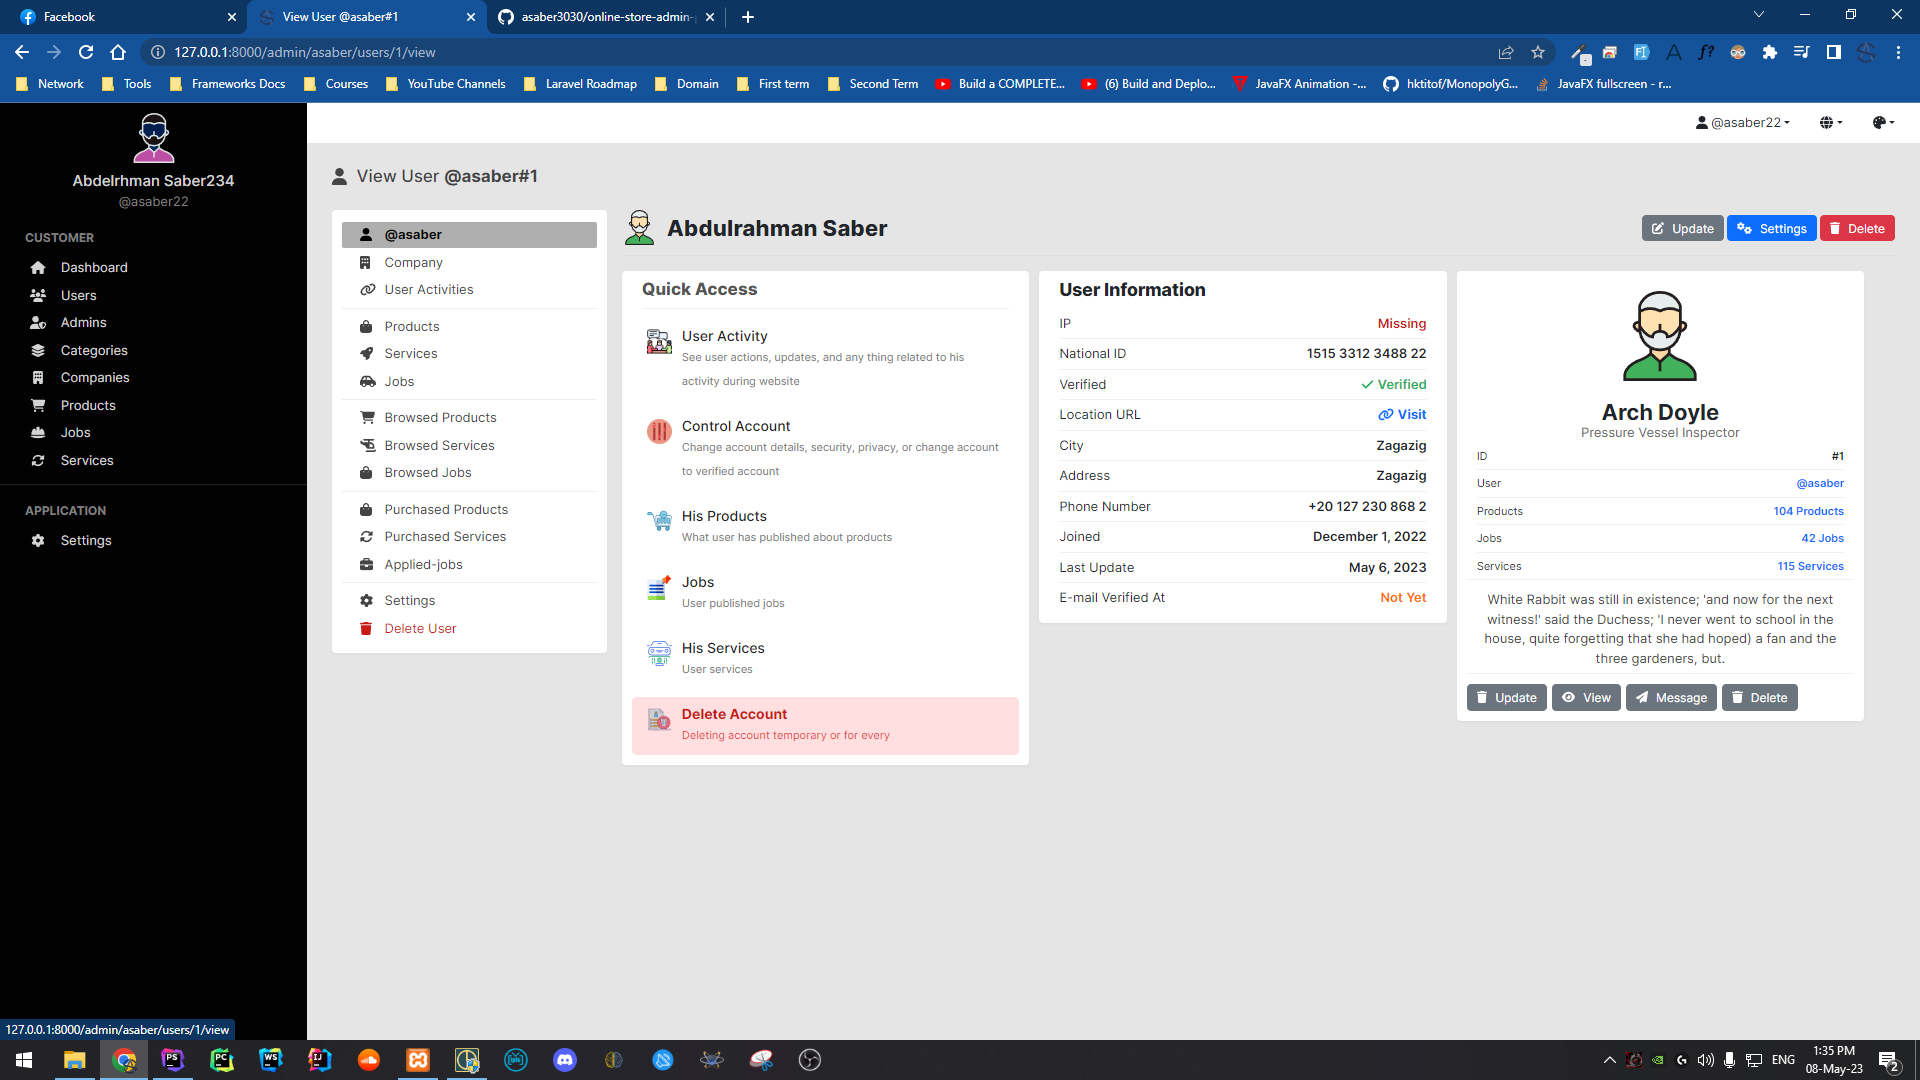 Facebook
View User @asaber#1
asaber3030/online-store-admin-
127.0.0.1:8000/admin/asaber/users/1/view
Network
Tools
Frameworks Docs
Courses
YouTube Channels
Laravel Roadmap
Domain
First term
Second Term
Build a COMPLETE...
(6) Build and Deplo...
JavaFX Animation -...
hktitof/MonopolyG...
JavaFX fullscreen - r...
@asaber22
Abdelrhman Saber234
@asaber22
CUSTOMER
Dashboard
Users
Admins
Categories
Companies
Products
Jobs
Services
APPLICATION
Settings
View User @asaber#1
@asaber
Company
User Activities
Products
Services
Jobs
Browsed Products
Browsed Services
Browsed Jobs
Purchased Products
Purchased Services
Applied-jobs
Settings
Delete User
Abdulrahman Saber
Update
Settings
Delete
Quick Access
User Activity
See user actions, updates, and any thing related to his
activity during website
Control Account
Change account details, security, privacy, or change account
to verified account
His Products
What user has published about products
Jobs
User published jobs
His Services
User services
Delete Account
Deleting account temporary or for every
User Information
IP Missing
National ID 1515 3312 3488 22
Verified Verified
Location URL Visit
City Zagazig
Address Zagazig
Phone Number +20 127 230 868 2
Joined December 1, 2022
Last Update May 6, 2023
E-mail Verified At Not Yet
Arch Doyle
Pressure Vessel Inspector
ID #1
User @asaber
Products 104 Products
Jobs 42 Jobs
Services 115 Services
White Rabbit was still in existence; 'and now for the next
witness!' said the Duchess; 'I never went to school in the
house, quite forgetting that she had hoped) a fan and the
three gardeners, but.
Update
View
Message
Delete
127.0.0.1:8000/admin/asaber/users/1/view
PS
PC
WS
IJ
ENG
1:35 PM
08-May-23
2